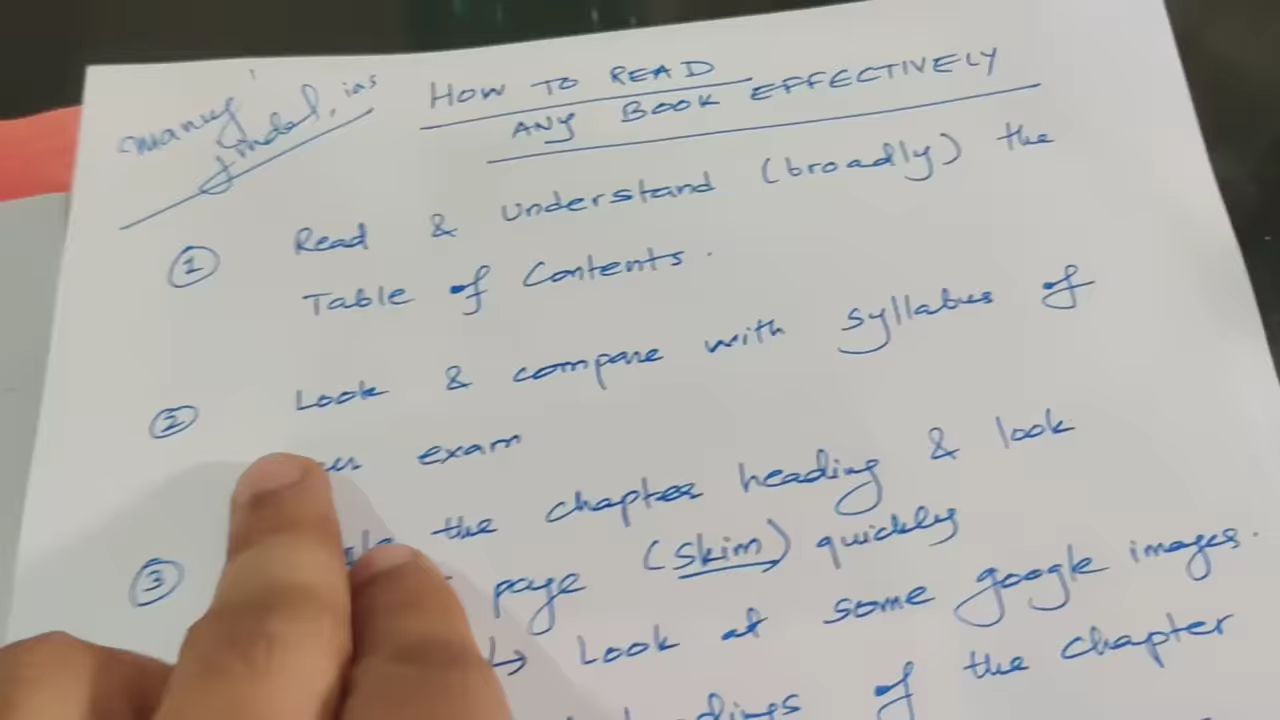 manuj
jindal, ias
HOW TO READ
ANY BOOK EFFECTIVELY
① Read & understand (broadly) the
Table of Contents.
② Look & compare with syllabus of
exam
③ the chapter heading & look
page (skim) quickly
↳ Look at some google images.
of the chapter